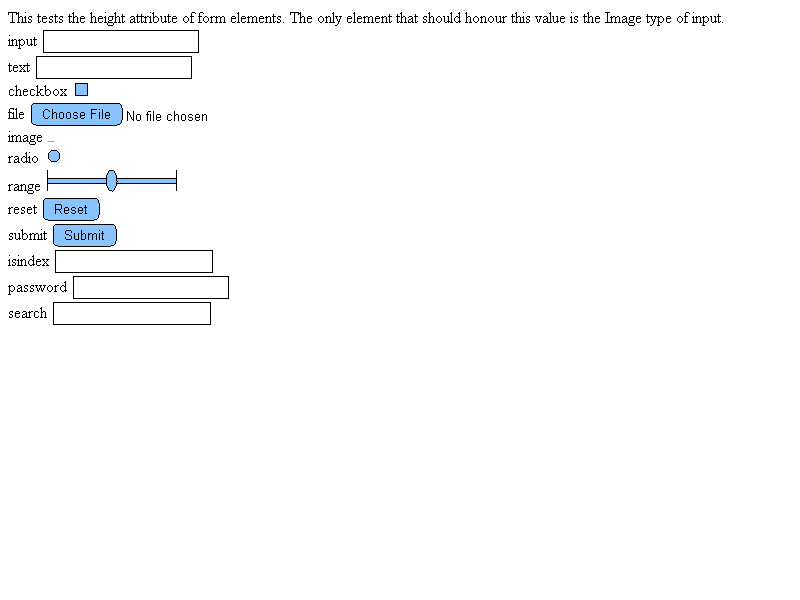 This tests the height attribute of form elements. The only element that should honour this value is the Image type of input.
input
text
checkbox
file Choose File No file chosen
image
radio
range
reset Reset
submit Submit
isindex
password
search